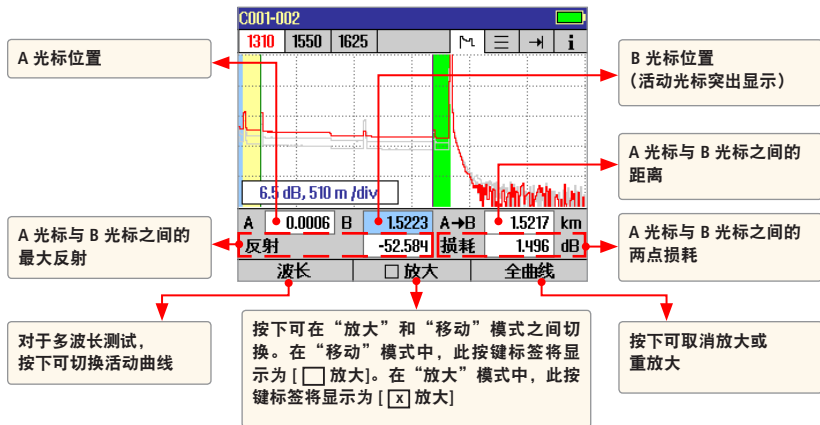 C001-002
1310 1550 1625 i
A 光标位置
B 光标位置
(活动光标突出显示)
A 光标与 B 光标之间的
距离
6.5 dB, 510 m /div
A 0.0006 B 1.5223 A→B 1.5217 km
反射 -52.584 损耗 1.496 dB
波长 □ 放大 全曲线
A 光标与 B 光标之间的
最大反射
A 光标与 B 光标之间的
两点损耗
对于多波长测试，
按下可切换活动曲线
按下可在“放大”和“移动”模式之间切
换。在“移动”模式中，此按键标签将显
示为 [ □ 放大]。在“放大”模式中，此按
键标签将显示为 [ x 放大]
按下可取消放大或
重放大